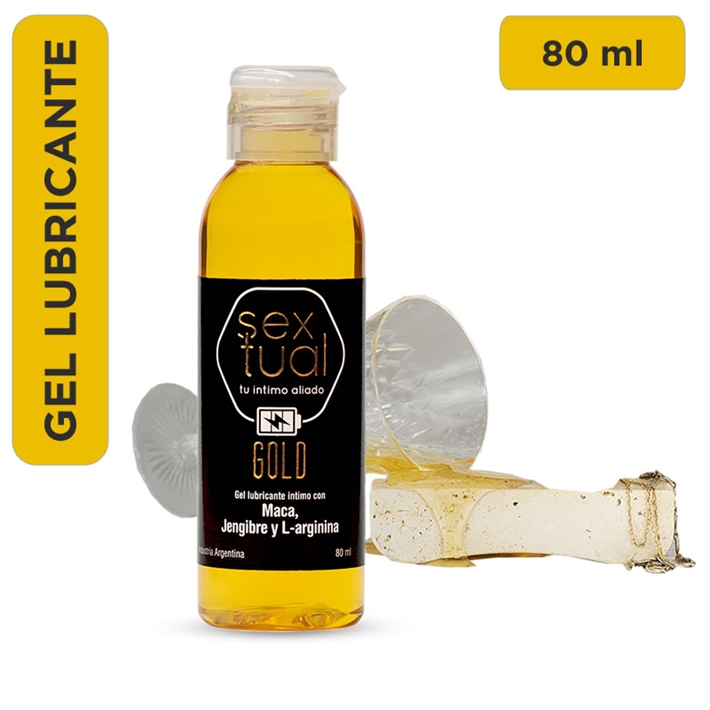 GEL LUBRICANTE
80 ml
sex
tual
tu intimo aliado
GOLD
Gel lubricante intimo con
Maca,
Jengibre y L-arginina
Industria Argentina
80 ml